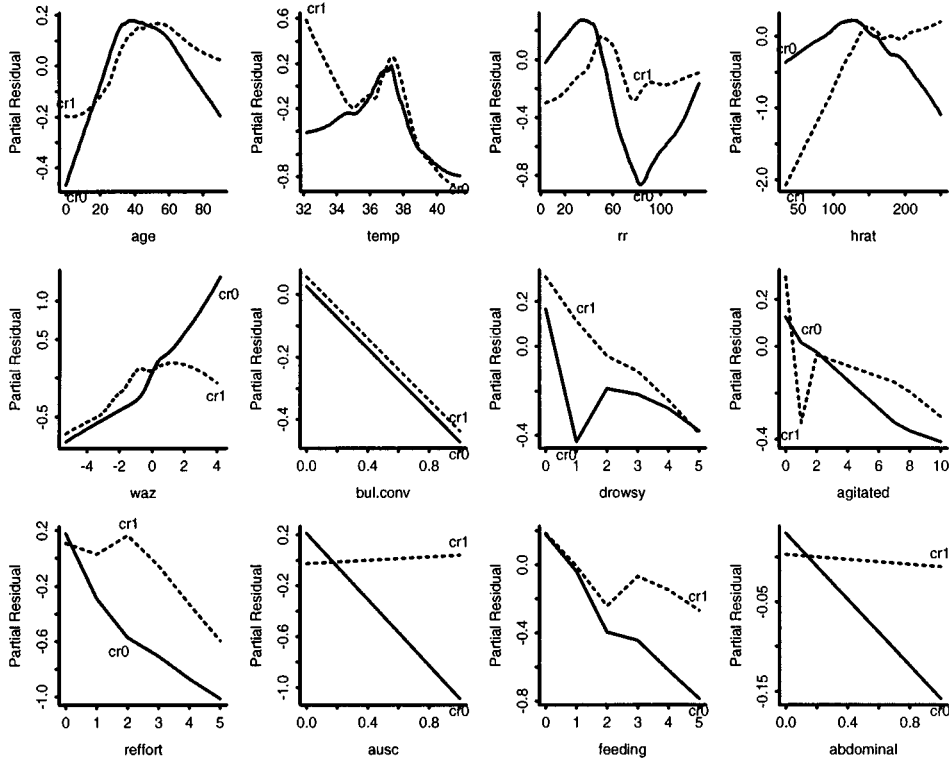 Partial Residual
0.2
0.0
-0.2
-0.4
cr1
cr0
0 20 40 60 80
age
Partial Residual
0.6
0.2
-0.2
-0.8
cr1
cr0
32 34 36 38 40
temp
Partial Residual
0.2
-0.2
-0.4
-0.8
cr1
cr0
0 20 60 100
rr
Partial Residual
0.0
-1.0
-2.0
cr0
cr1
50 100 200
hrat
Partial Residual
1.0
0.5
-0.5
cr0
cr1
-4 -2 0 2 4
waz
Partial Residual
0.0
-0.2
-0.4
cr1
cr0
0.0 0.4 0.8
bul.conv
Partial Residual
0.2
0.0
-0.4
cr1
cr0
0 1 2 3 4 5
drowsy
Partial Residual
0.2
0.0
-0.4
cr0
cr1
0 2 4 6 8 10
agitated
Partial Residual
0.2
-0.2
-0.6
-1.0
cr1
cr0
0 1 2 3 4 5
reffort
Partial Residual
0.2
-0.2
-0.6
-1.0
cr1
cr0
0.0 0.4 0.8
ausc
Partial Residual
0.0
-0.4
-0.8
cr1
cr0
0 1 2 3 4 5
feeding
Partial Residual
-0.05
-0.15
cr1
cr0
0.0 0.4 0.8
abdominal